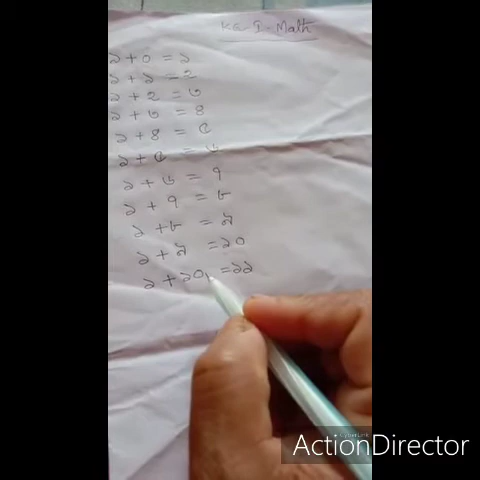 KG I - Math
১ + ০ = ১
১ + ১ = ২
১ + ২ = ৩
১ + ৩ = ৪
১ + ৪ = ৫
১ + ৫ = ৬
১ + ৬ = ৭
১ + ৭ = ৮
১ + ৮ = ৯
১ + ৯ = ১০
১ + ১০ = ১১
CyberLink
ActionDirector